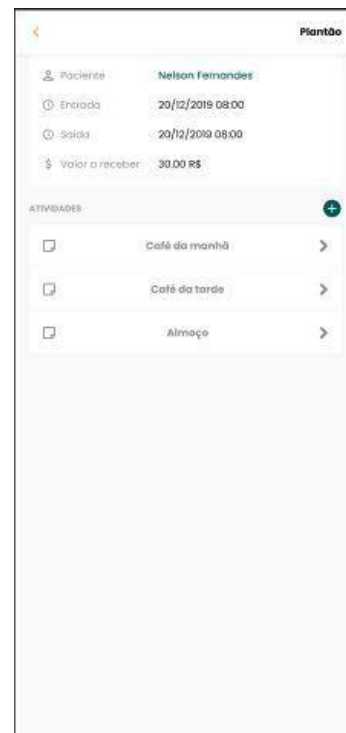 Plantão
Paciente Nelson Fernandes
Entrada 20/12/2019 08:00
Saída 20/12/2019 08:00
$ Valor a receber 30.00 R$
ATIVIDADES
Café da manhã
Café da tarde
Almoço